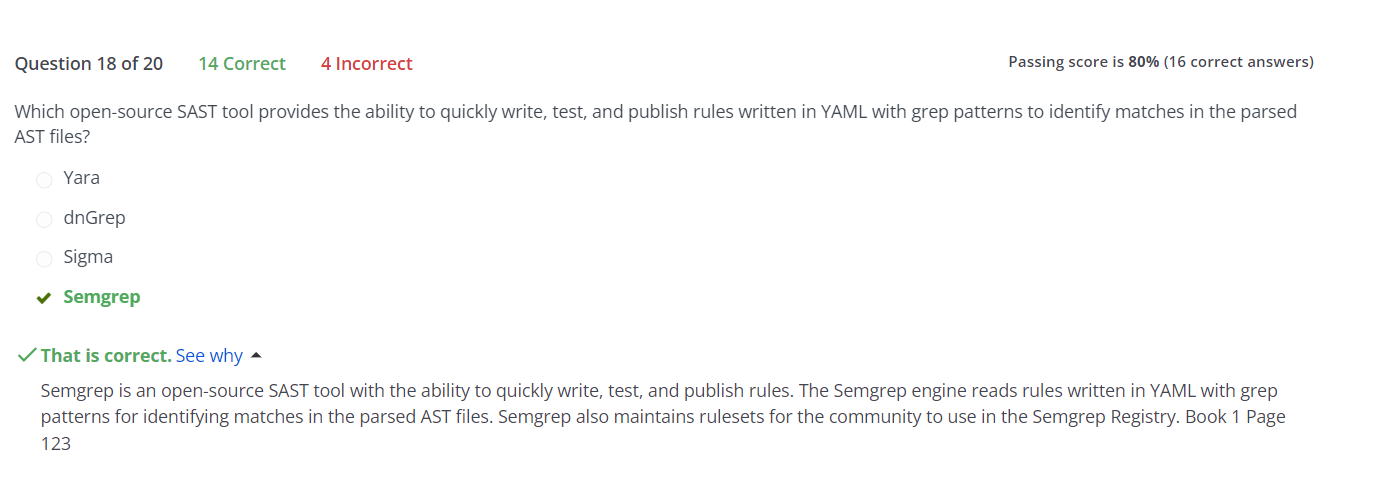 Question 18 of 20 14 Correct 4 Incorrect Passing score is 80% (16 correct answers)
Which open-source SAST tool provides the ability to quickly write, test, and publish rules written in YAML with grep patterns to identify matches in the parsed
AST files?
Yara
dnGrep
Sigma
Semgrep
That is correct. See why
Semgrep is an open-source SAST tool with the ability to quickly write, test, and publish rules. The Semgrep engine reads rules written in YAML with grep
patterns for identifying matches in the parsed AST files. Semgrep also maintains rulesets for the community to use in the Semgrep Registry. Book 1 Page
123